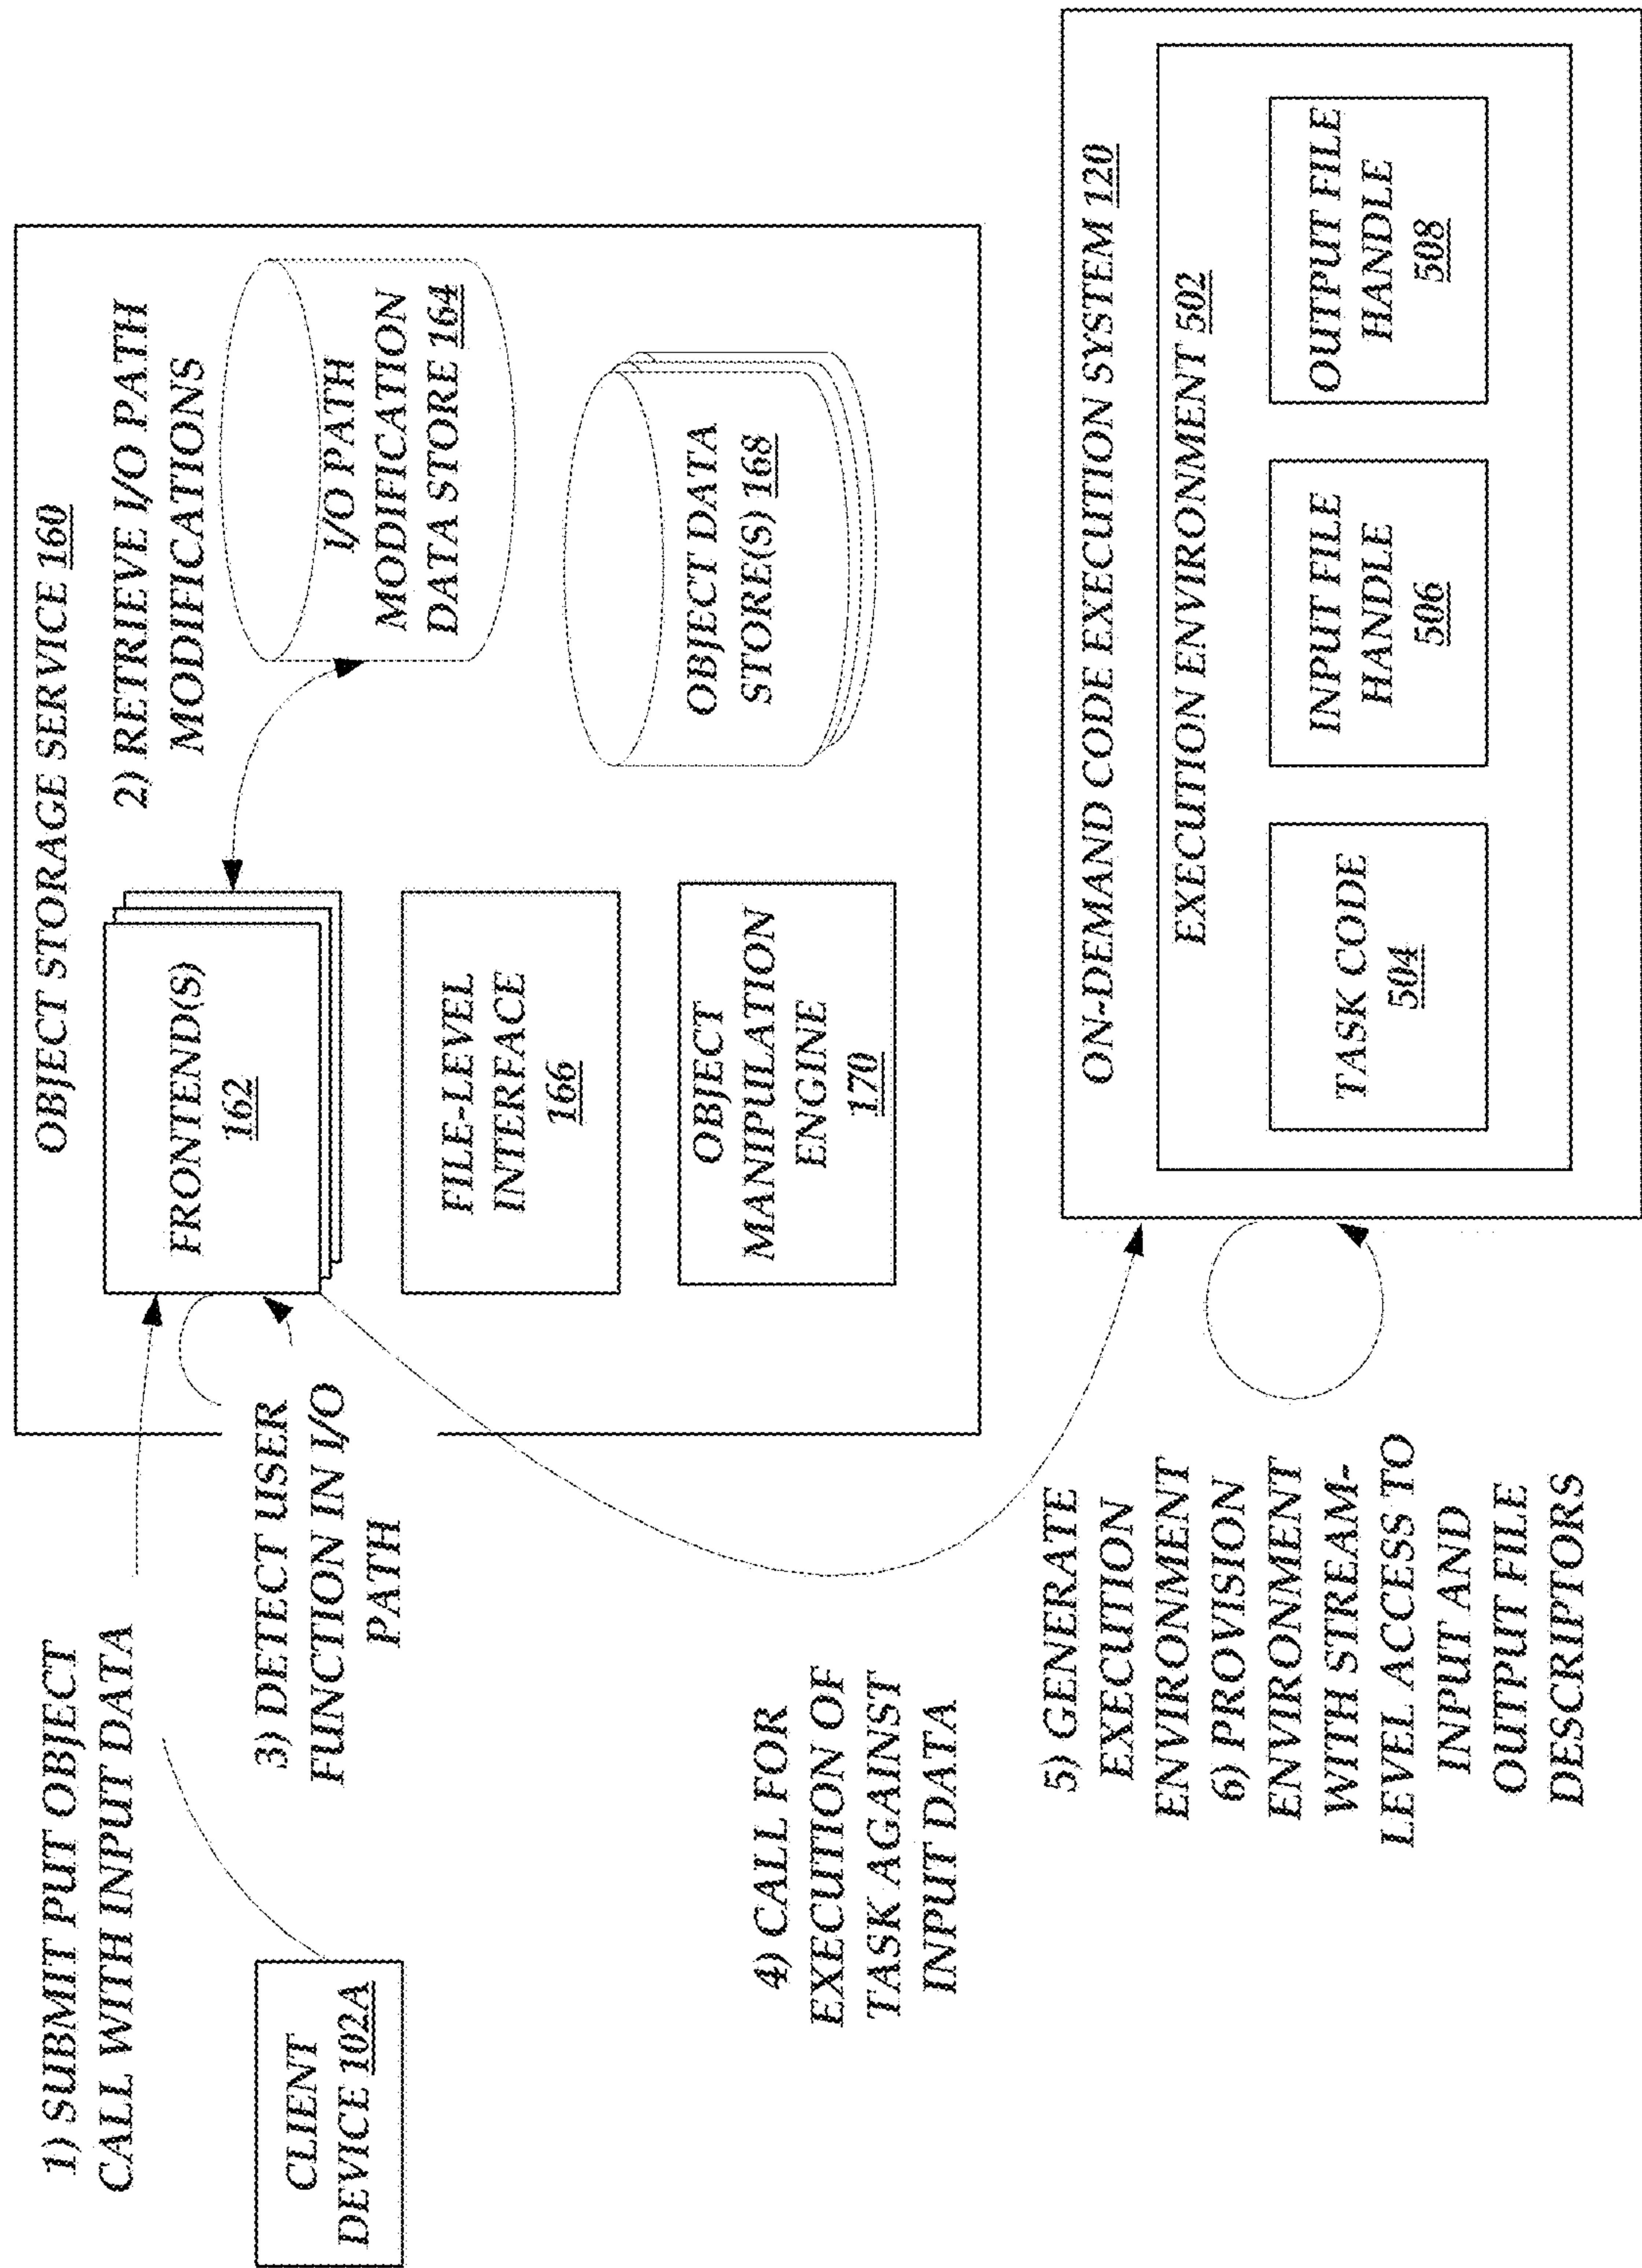 1) SUBMIT PUT OBJECT
CALL WITH INPUT DATA
CLIENT
DEVICE 102A
3) DETECT USER
FUNCTION IN I/O
PATH
4) CALL FOR
EXECUTION OF
TASK AGAINST
INPUT DATA
5) GENERATE
EXECUTION
ENVIRONMENT
6) PROVISION
ENVIRONMENT
WITH STREAM-
LEVEL ACCESS TO
INPUT AND
OUTPUT FILE
DESCRIPTORS
OBJECT STORAGE SERVICE 160
FRONTEND(S)
162
2) RETRIEVE I/O PATH
MODIFICATIONS
I/O PATH
MODIFICATION
DATA STORE 164
FILE-LEVEL
INTERFACE
166
OBJECT
MANIPULATION
ENGINE
170
OBJECT DATA
STORE(S) 168
ON-DEMAND CODE EXECUTION SYSTEM 120
EXECUTION ENVIRONMENT 502
TASK CODE
504
INPUT FILE
HANDLE
506
OUTPUT FILE
HANDLE
508